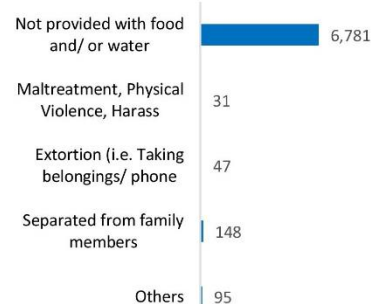 Not provided with food
and/ or water
6,781
Maltreatment, Physical
Violence, Harass
31
Extortion (i.e. Taking
belongings/ phone
47
Separated from family
members
148
Others
95